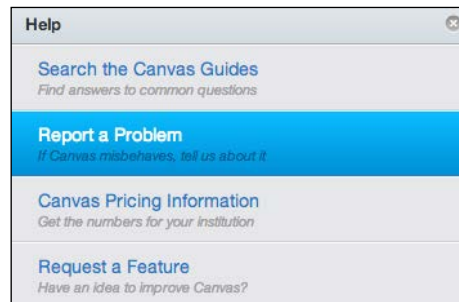 Help
Search the Canvas Guides
Find answers to common questions
Report a Problem
If Canvas misbehaves, tell us about it
Canvas Pricing Information
Get the numbers for your institution
Request a Feature
Have an idea to improve Canvas?